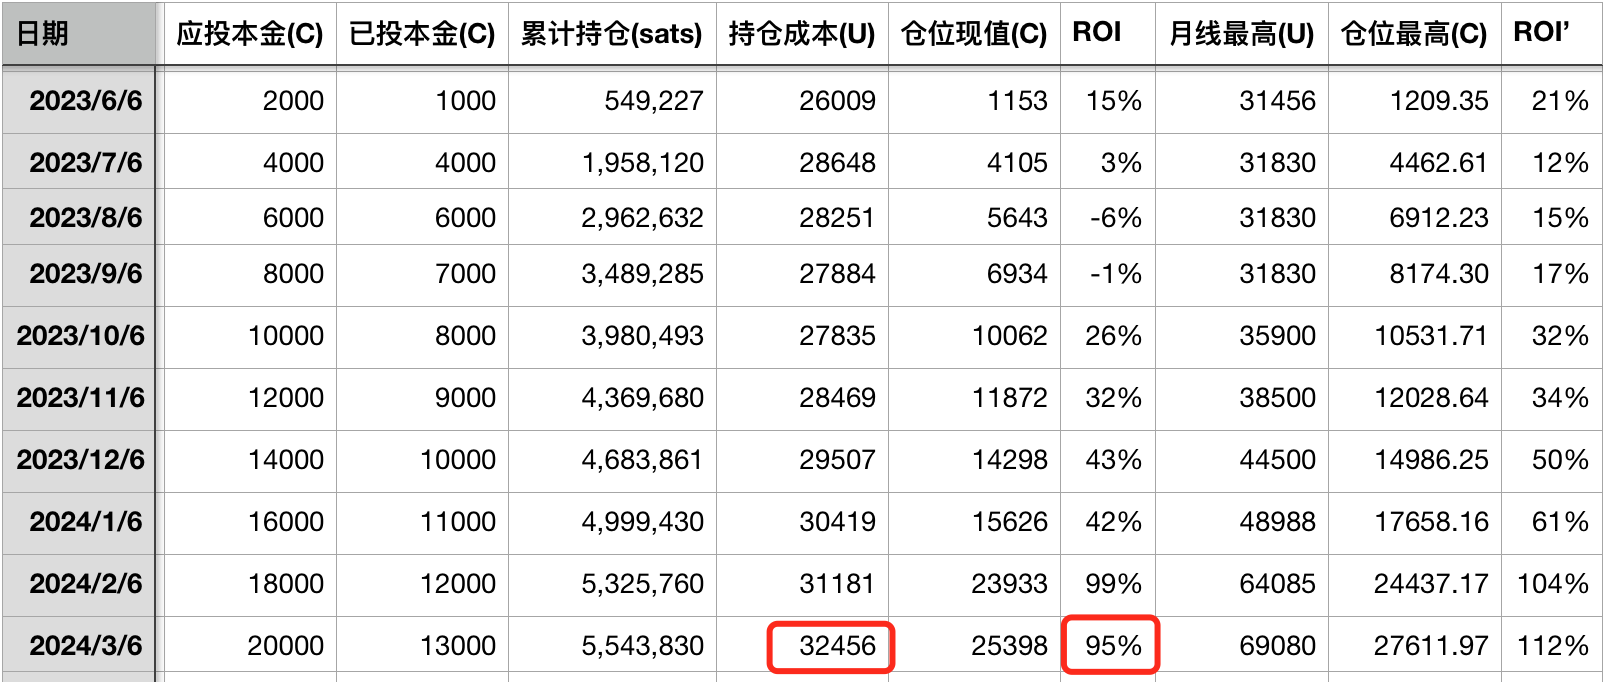 日期 应投本金(C) 已投本金(C) 累计持仓(sats) 持仓成本(U) 仓位现值(C) ROI 月线最高(U) 仓位最高(C) ROI’
2023/6/6 2000 1000 549,227 26009 1153 15% 31456 1209.35 21%
2023/7/6 4000 4000 1,958,120 28648 4105 3% 31830 4462.61 12%
2023/8/6 6000 6000 2,962,632 28251 5643 -6% 31830 6912.23 15%
2023/9/6 8000 7000 3,489,285 27884 6934 -1% 31830 8174.30 17%
2023/10/6 10000 8000 3,980,493 27835 10062 26% 35900 10531.71 32%
2023/11/6 12000 9000 4,369,680 28469 11872 32% 38500 12028.64 34%
2023/12/6 14000 10000 4,683,861 29507 14298 43% 44500 14986.25 50%
2024/1/6 16000 11000 4,999,430 30419 15626 42% 48988 17658.16 61%
2024/2/6 18000 12000 5,325,760 31181 23933 99% 64085 24437.17 104%
2024/3/6 20000 13000 5,543,830 32456 25398 95% 69080 27611.97 112%